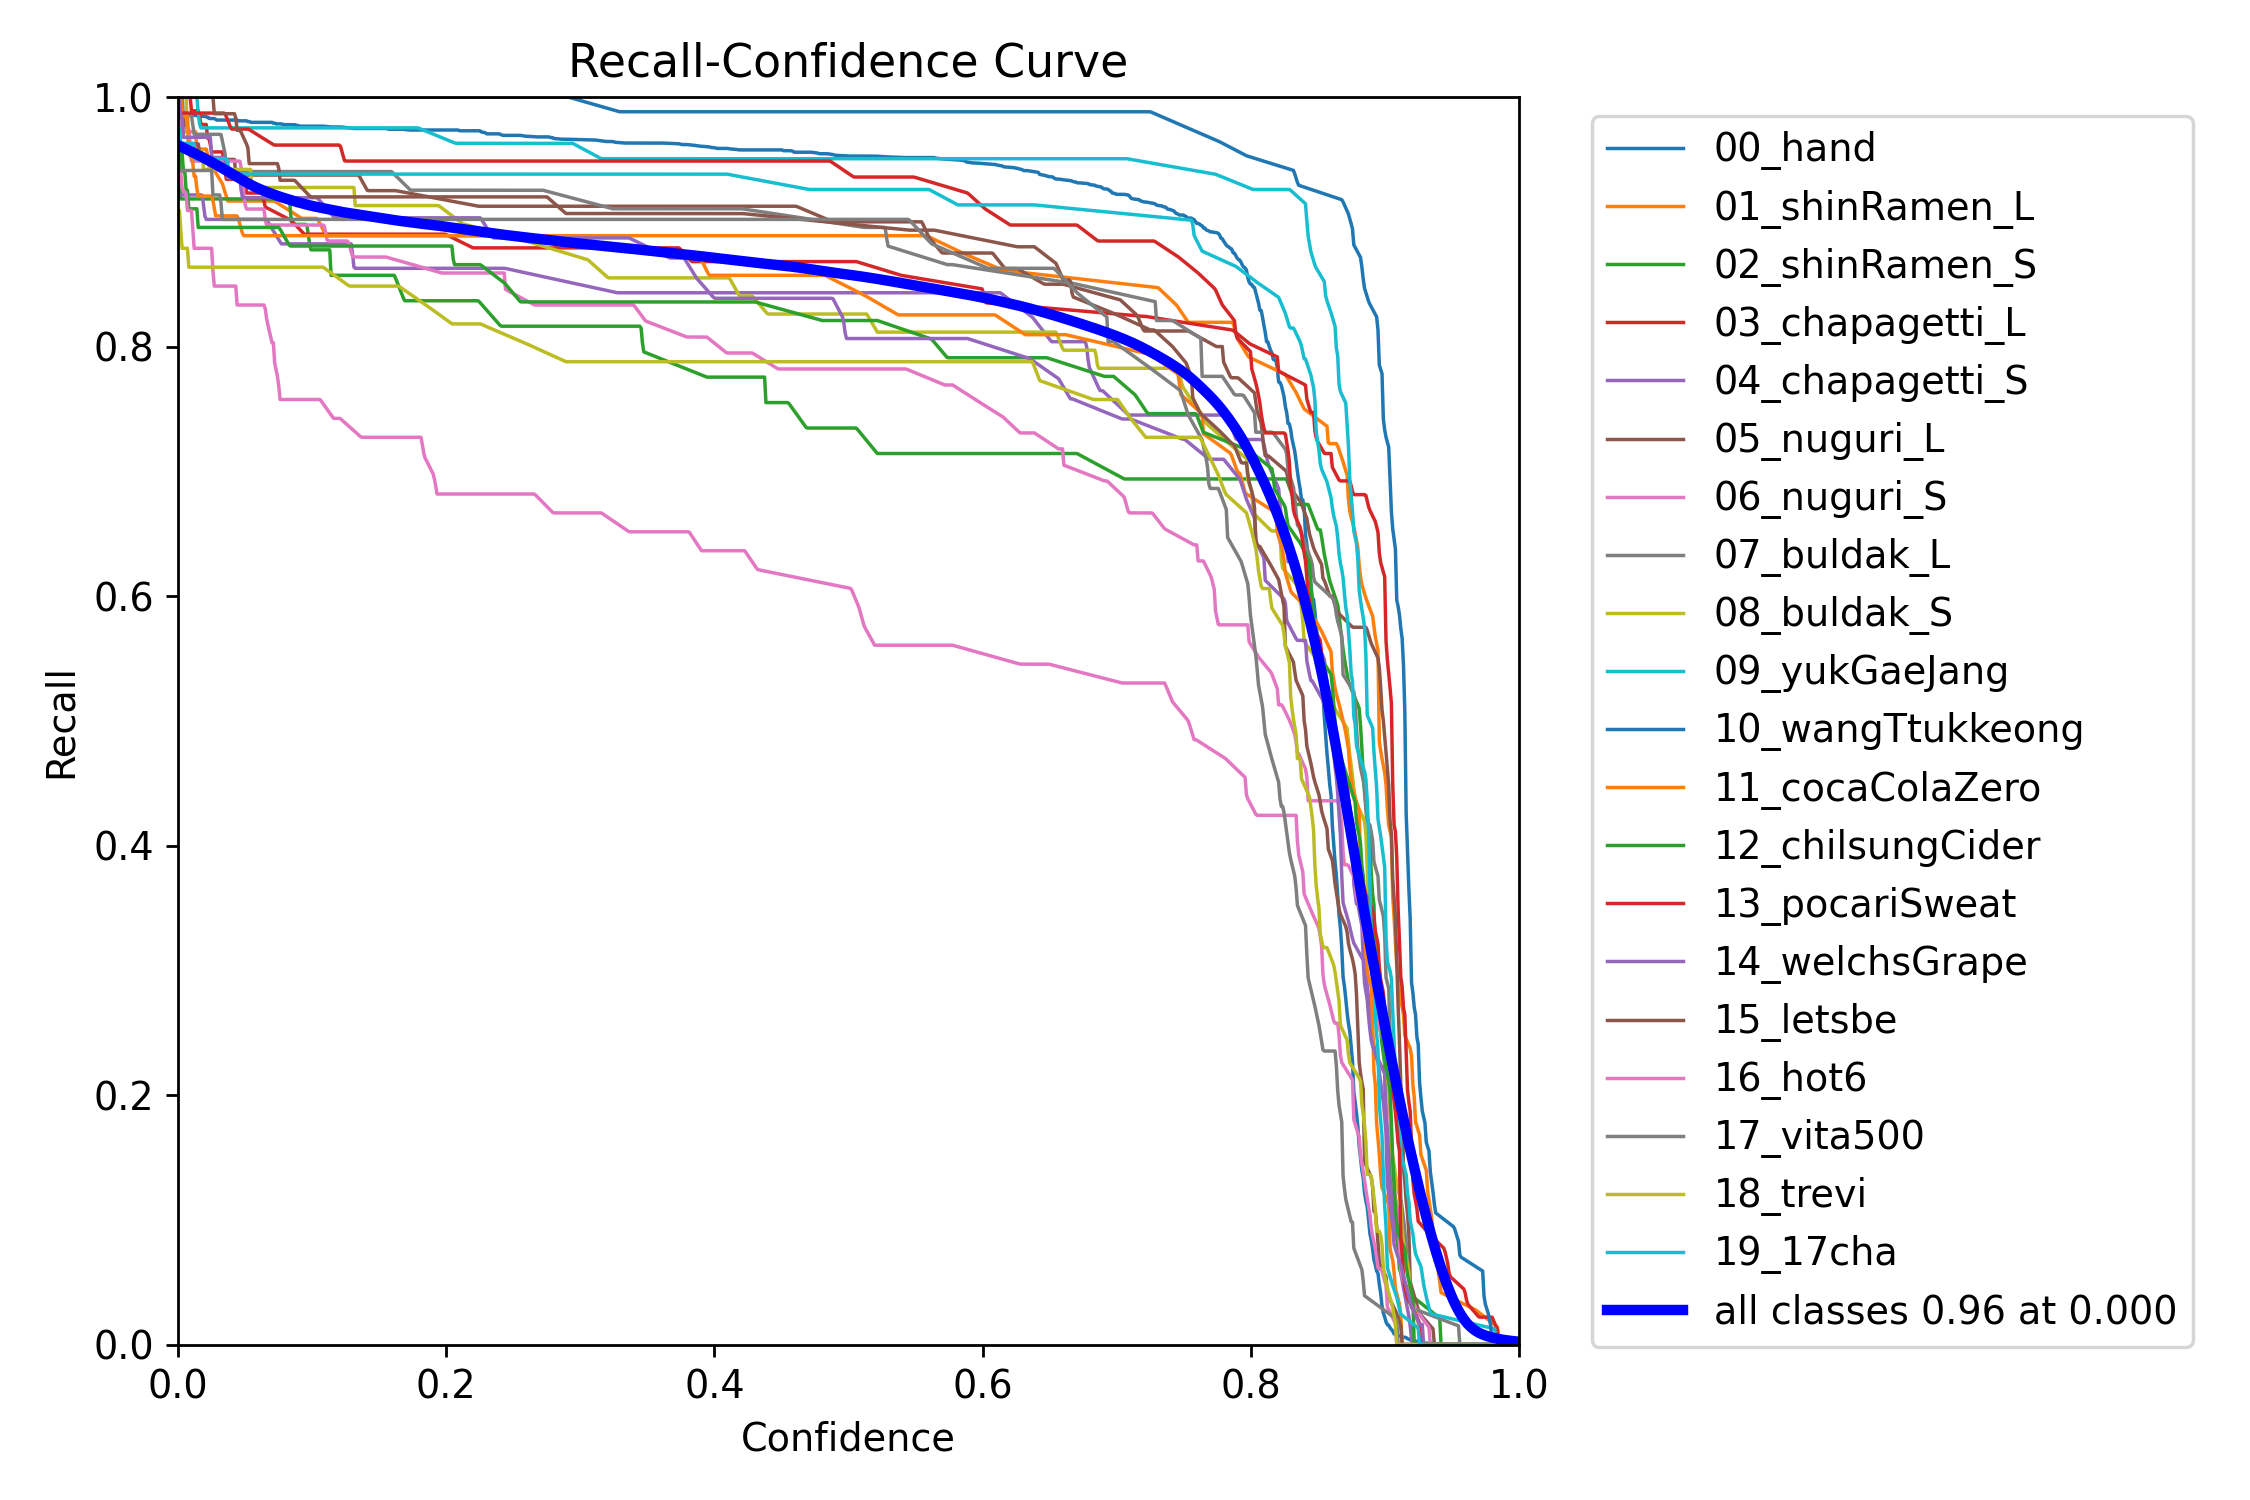 Recall-Confidence Curve
1.0
0.8
0.6
0.4
0.2
0.0
Recall
0.0 0.2 0.4 0.6 0.8 1.0
Confidence
00_hand
01_shinRamen_L
02_shinRamen_S
03_chapagetti_L
04_chapagetti_S
05_nuguri_L
06_nuguri_S
07_buldak_L
08_buldak_S
09_yukGaeJang
10_wangTtukkeong
11_cocaColaZero
12_chilsungCider
13_pocariSweat
14_welchsGrape
15_letsbe
16_hot6
17_vita500
18_trevi
19_17cha
all classes 0.96 at 0.000